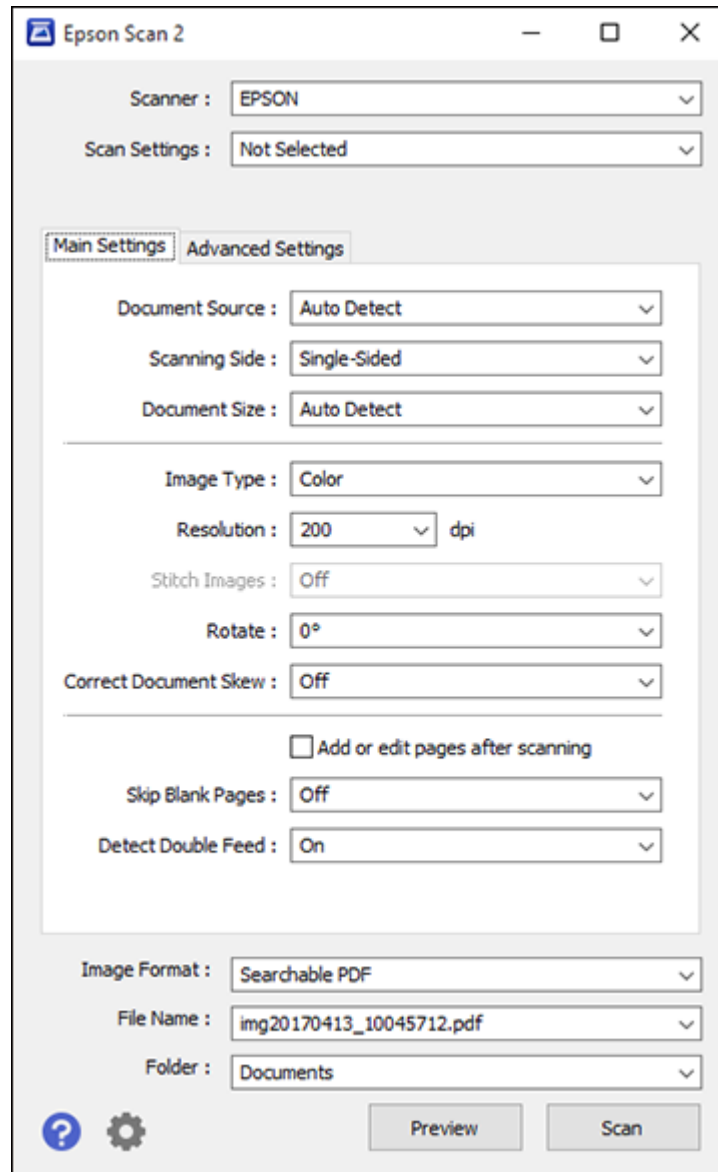 Epson Scan 2
Scanner : EPSON
Scan Settings : Not Selected
Main Settings Advanced Settings
Document Source : Auto Detect
Scanning Side : Single-Sided
Document Size : Auto Detect
Image Type : Color
Resolution : 200 dpi
Stitch Images : Off
Rotate : 0°
Correct Document Skew : Off
Add or edit pages after scanning
Skip Blank Pages : Off
Detect Double Feed : On
Image Format : Searchable PDF
File Name : img20170413_10045712.pdf
Folder : Documents
? Preview Scan